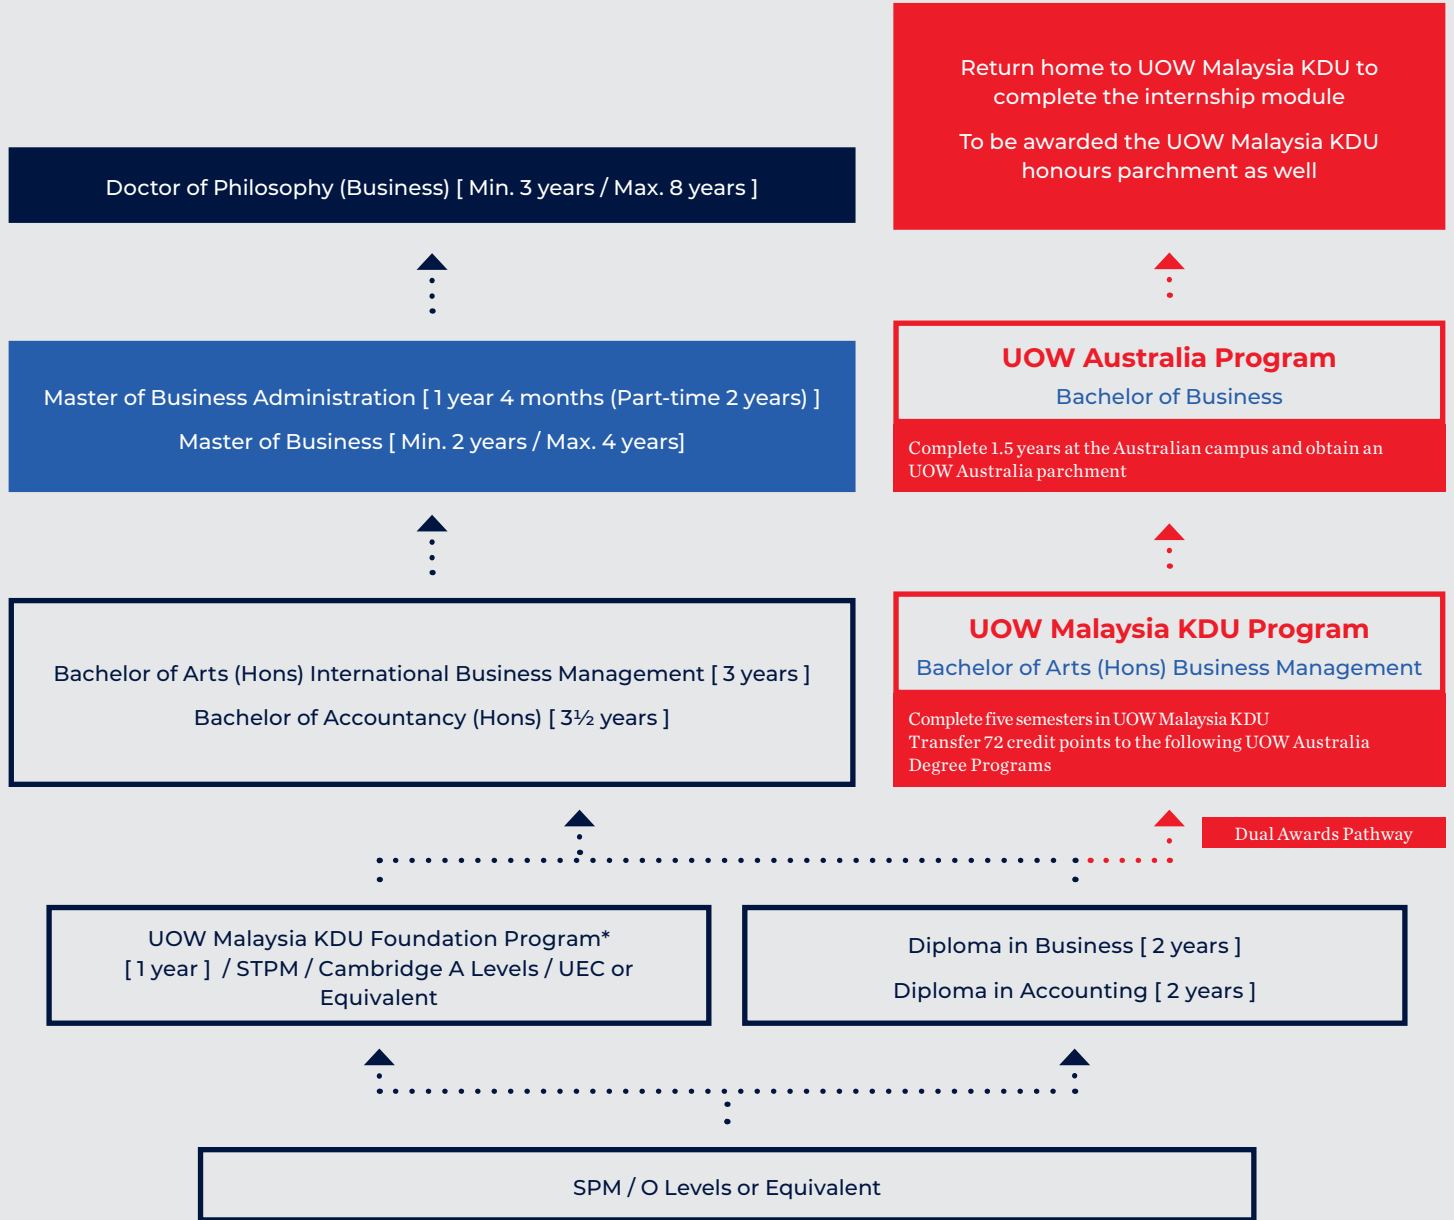 Return home to UOW Malaysia KDU to
complete the internship module
To be awarded the UOW Malaysia KDU
honours parchment as well
Doctor of Philosophy (Business) [ Min. 3 years / Max. 8 years ]
Master of Business Administration [ 1 year 4 months (Part-time 2 years) ]
Master of Business [ Min. 2 years / Max. 4 years]
UOW Australia Program
Bachelor of Business
Complete 1.5 years at the Australian campus and obtain an
UOW Australia parchment
Bachelor of Arts (Hons) International Business Management [ 3 years ]
Bachelor of Accountancy (Hons) [ 3½ years ]
UOW Malaysia KDU Program
Bachelor of Arts (Hons) Business Management
Complete five semesters in UOW Malaysia KDU
Transfer 72 credit points to the following UOW Australia
Degree Programs
Dual Awards Pathway
UOW Malaysia KDU Foundation Program*
[ 1 year ] / STPM / Cambridge A Levels / UEC or
Equivalent
Diploma in Business [ 2 years ]
Diploma in Accounting [ 2 years ]
SPM / O Levels or Equivalent